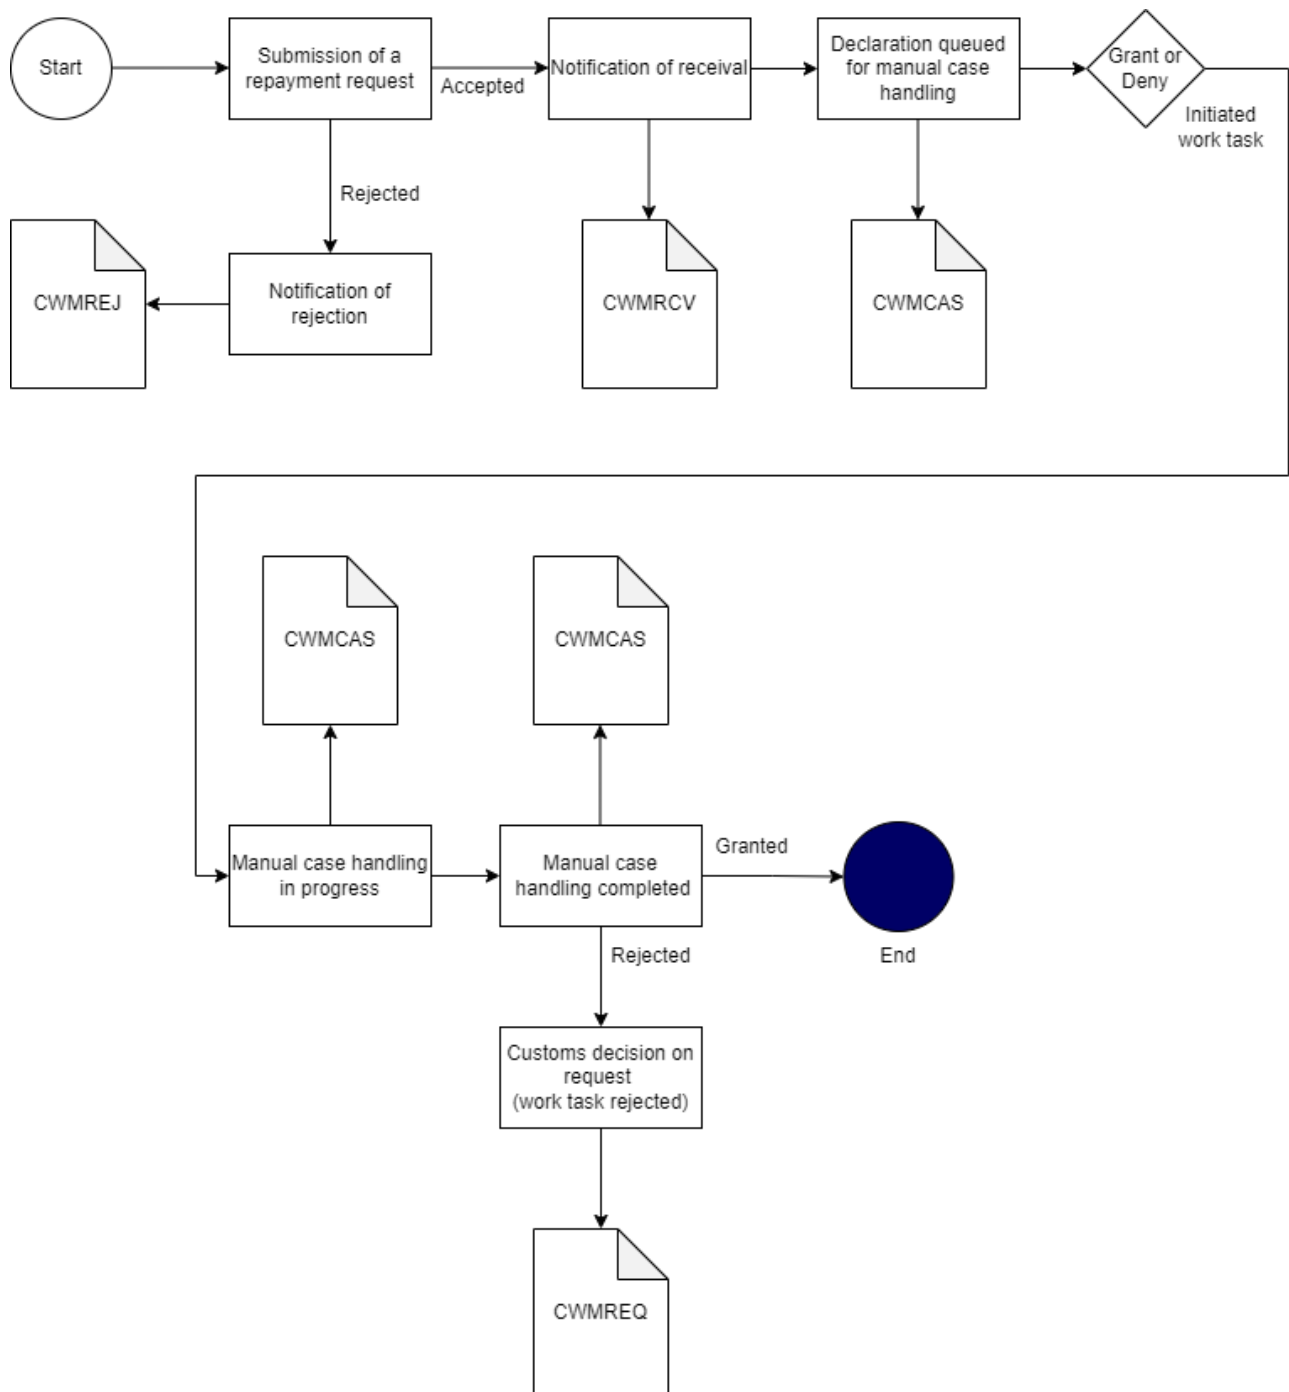 Start
Submission of a
repayment request
Accepted
Notification of receival
Declaration queued
for manual case
handling
Grant or
Deny
Initiated
work task
Rejected
CWMREJ
Notification of
rejection
CWMRCV
CWMCAS
CWMCAS
CWMCAS
Manual case handling
in progress
Manual case
handling completed
Granted
End
Rejected
Customs decision on
request
(work task rejected)
CWMREQ